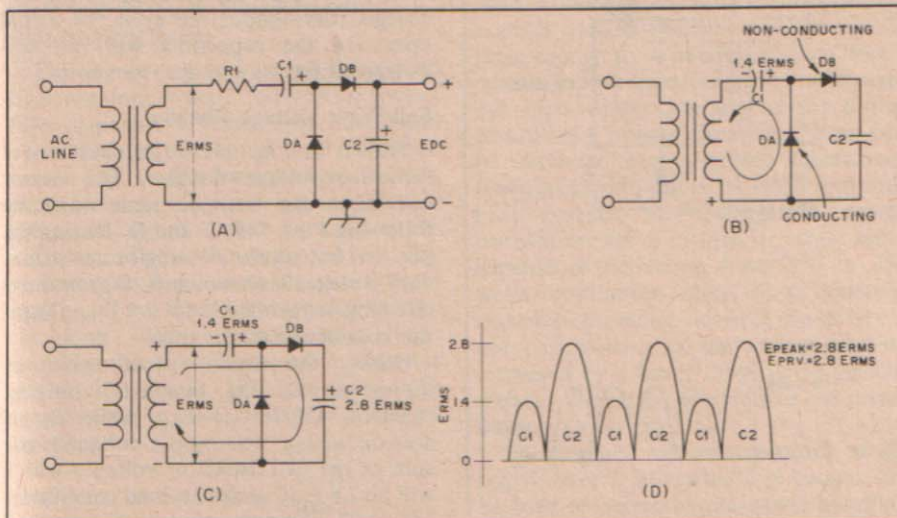 R1
C1
+
DB
+
AC
LINE
ERMS
DA
C2
+
EDC
-
(A)
NON-CONDUCTING
1.4 ERMS
DB
-
+
C1
DA
C2
+
CONDUCTING
(B)
C1
1.4 ERMS
- +
DB
+
ERMS
DA
+
C2
2.8 ERMS
-
(C)
2.8
EPEAK=2.8ERMS
EPRV=2.8 ERMS
ERMS
1.4
C1 C2 C1 C2 C1 C2
0
(D)